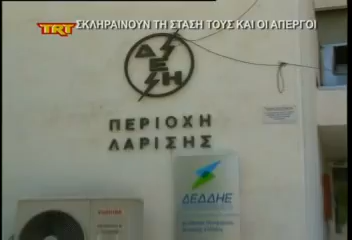 TRT
ΣΚΛΗΡΑΙΝΟΥΝ ΤΗ ΣΤΑΣΗ ΤΟΥΣ ΚΑΙ ΟΙ ΑΠΕΡΓΟΙ
ΔΕΗ
ΠΕΡΙΟΧΗ
ΛΑΡΙΣΗΣ
ΔΕΔΔΗΕ